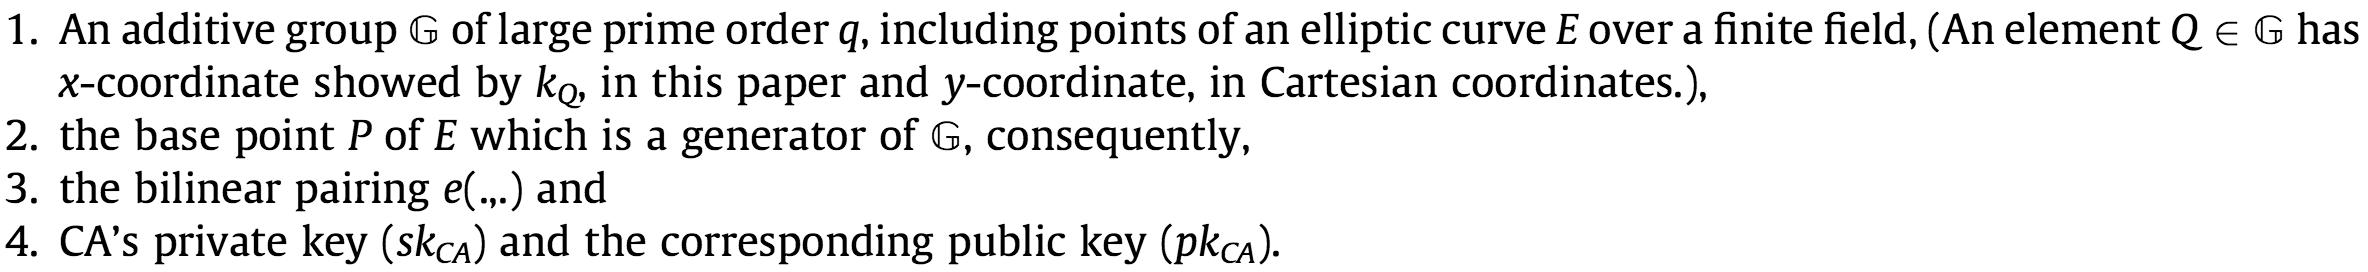 1. An additive group 𝔾 of large prime order q, including points of an elliptic curve E over a finite field, (An element Q ∈ 𝔾 has
x-coordinate showed by k_Q, in this paper and y-coordinate, in Cartesian coordinates.),
2. the base point P of E which is a generator of 𝔾, consequently,
3. the bilinear pairing e(.,.) and
4. CA's private key (sk_CA) and the corresponding public key (pk_CA).